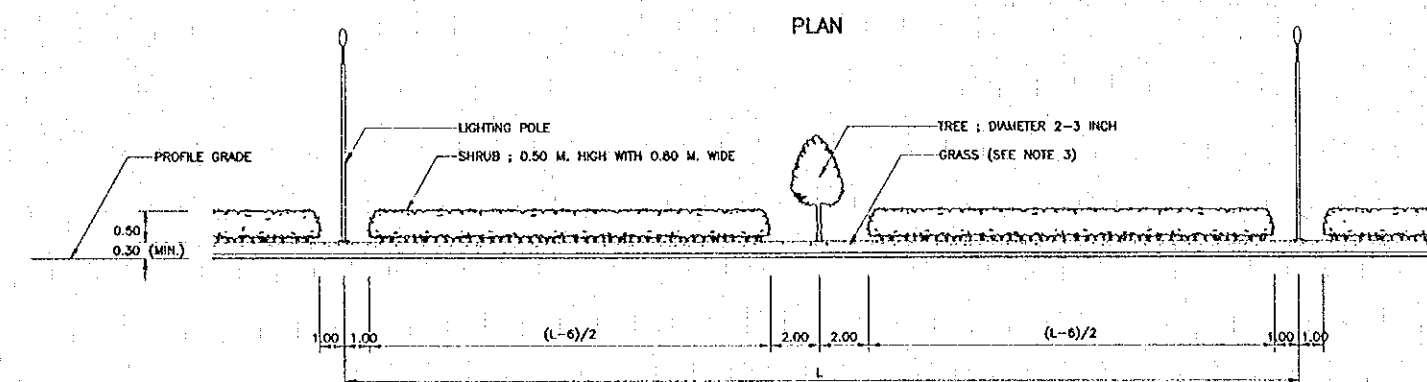 PLAN
LIGHTING POLE
TREE ; DIAMETER 2-3 INCH
PROFILE GRADE
SHRUB ; 0.50 M. HIGH WITH 0.80 M. WIDE
GRASS (SEE NOTE 3)
0.50
0.30 (MIN.)
1.00 1.00 (L-6)/2 2.00 2.00 (L-6)/2 1.00 1.00
L